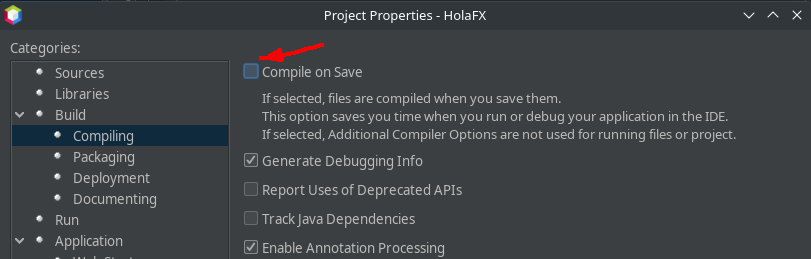 Project Properties - HolaFX
Categories:
Sources
Libraries
Build
Compiling
Packaging
Deployment
Documenting
Run
Application
Compile on Save
If selected, files are compiled when you save them.
This option saves you time when you run or debug your application in the IDE.
If selected, Additional Compiler Options are not used for running files or project.
Generate Debugging Info
Report Uses of Deprecated APIs
Track Java Dependencies
Enable Annotation Processing